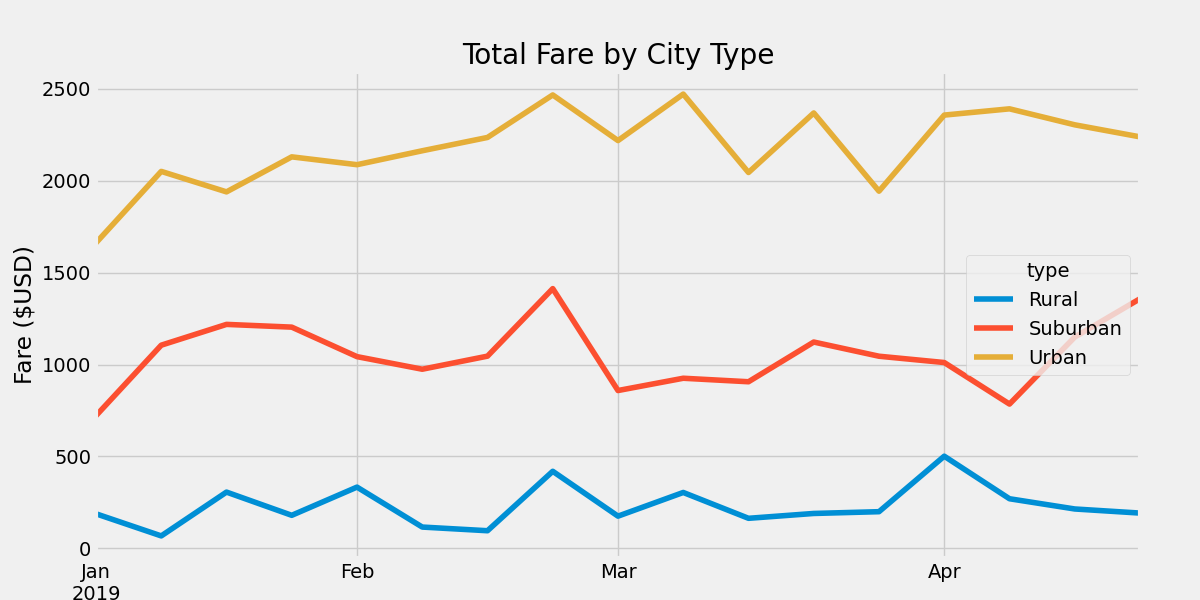 Total Fare by City Type
Fare ($USD)
2500
2000
1500
1000
500
0
type
Rural
Suburban
Urban
Jan
2019
Feb
Mar
Apr